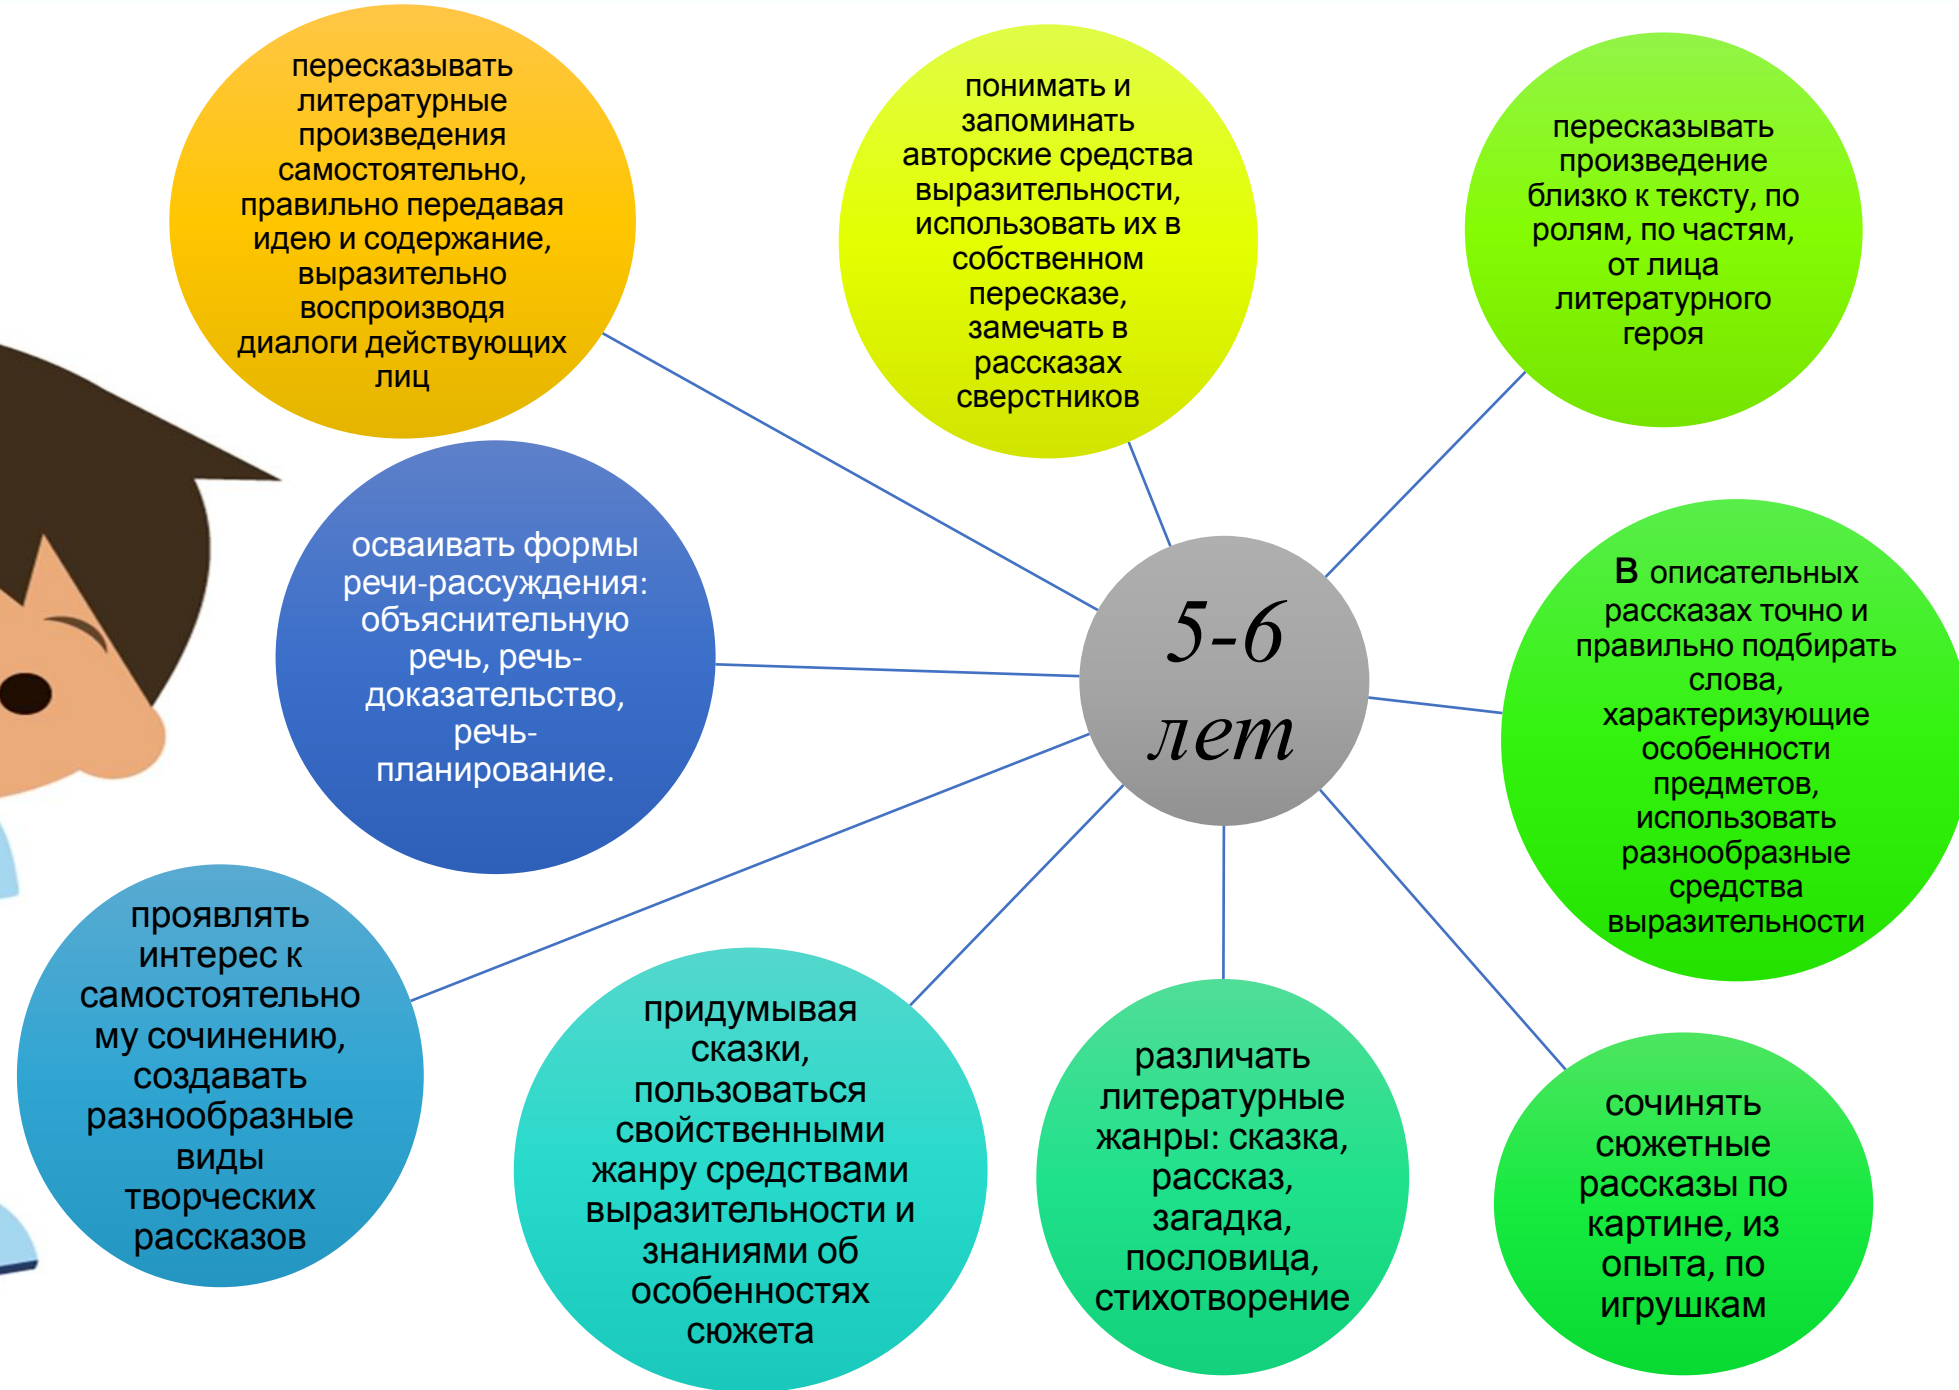 пересказывать
литературные
произведения
самостоятельно,
правильно передавая
идею и содержание,
выразительно
воспроизводя
диалоги действующих
лиц
понимать и
запоминать
авторские средства
выразительности,
использовать их в
собственном
пересказе,
замечать в
рассказах
сверстников
пересказывать
произведение
близко к тексту, по
ролям, по частям,
от лица
литературного
героя
осваивать формы
речи-рассуждения:
объяснительную
речь, речь-
доказательство,
речь-
планирование.
5-6
лет
В описательных
рассказах точно и
правильно подбирать
слова,
характеризующие
особенности
предметов,
использовать
разнообразные
средства
выразительности
проявлять
интерес к
самостоятельно
му сочинению,
создавать
разнообразные
виды
творческих
рассказов
придумывая
сказки,
пользоваться
свойственными
жанру средствами
выразительности и
знаниями об
особенностях
сюжета
различать
литературные
жанры: сказка,
рассказ,
загадка,
пословица,
стихотворение
сочинять
сюжетные
рассказы по
картине, из
опыта, по
игрушкам